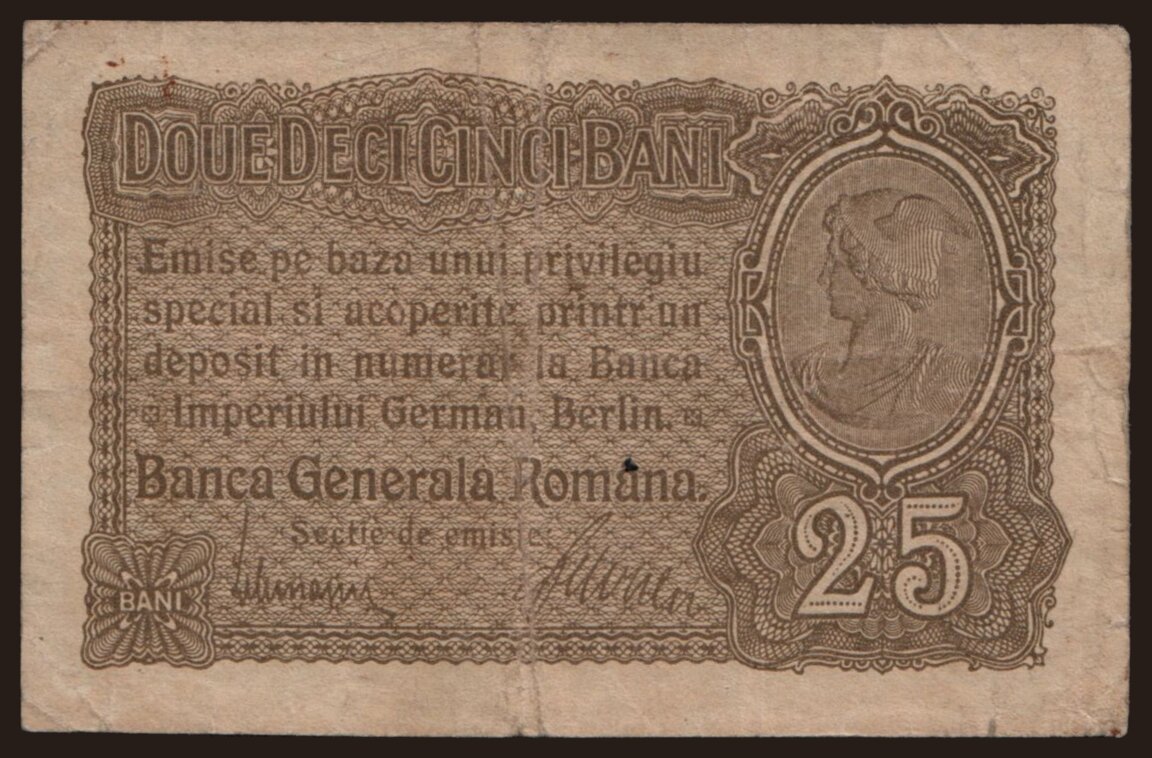 DOUE DECI CINCI BANI
Emise pe baza unui privilegiu
special si acoperite printr'un
deposit in numerar la Banca
Imperiului German, Berlin.
Banca Generala Romana.
Sectie de emisie:
Lehmann
BANI
25